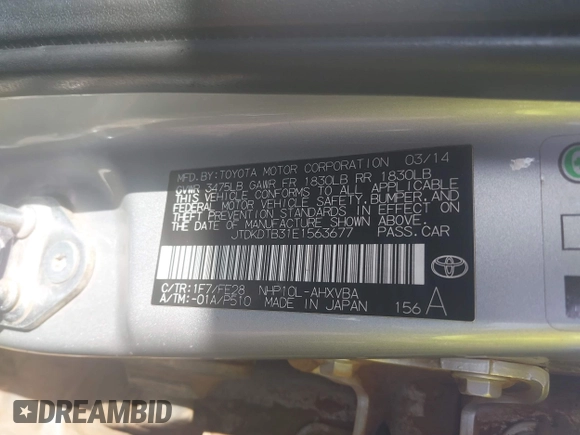 MFD.BY: TOYOTA MOTOR CORPORATION 03/14
GVWR 3475LB GAWR FR 1830LB RR 1830LB
THIS VEHICLE CONFORMS TO ALL APPLICABLE
FEDERAL MOTOR VEHICLE SAFETY, BUMPER, AND
THEFT PREVENTION STANDARDS IN EFFECT ON
THE DATE OF MANUFACTURE SHOWN ABOVE.
JTDKDTB31E1563677 PASS.CAR
C/TR: 1F7/FE28 NHP10L-AHXVBA
A/TM: -01A/P510 MADE IN JAPAN 156 A
DREAMBID